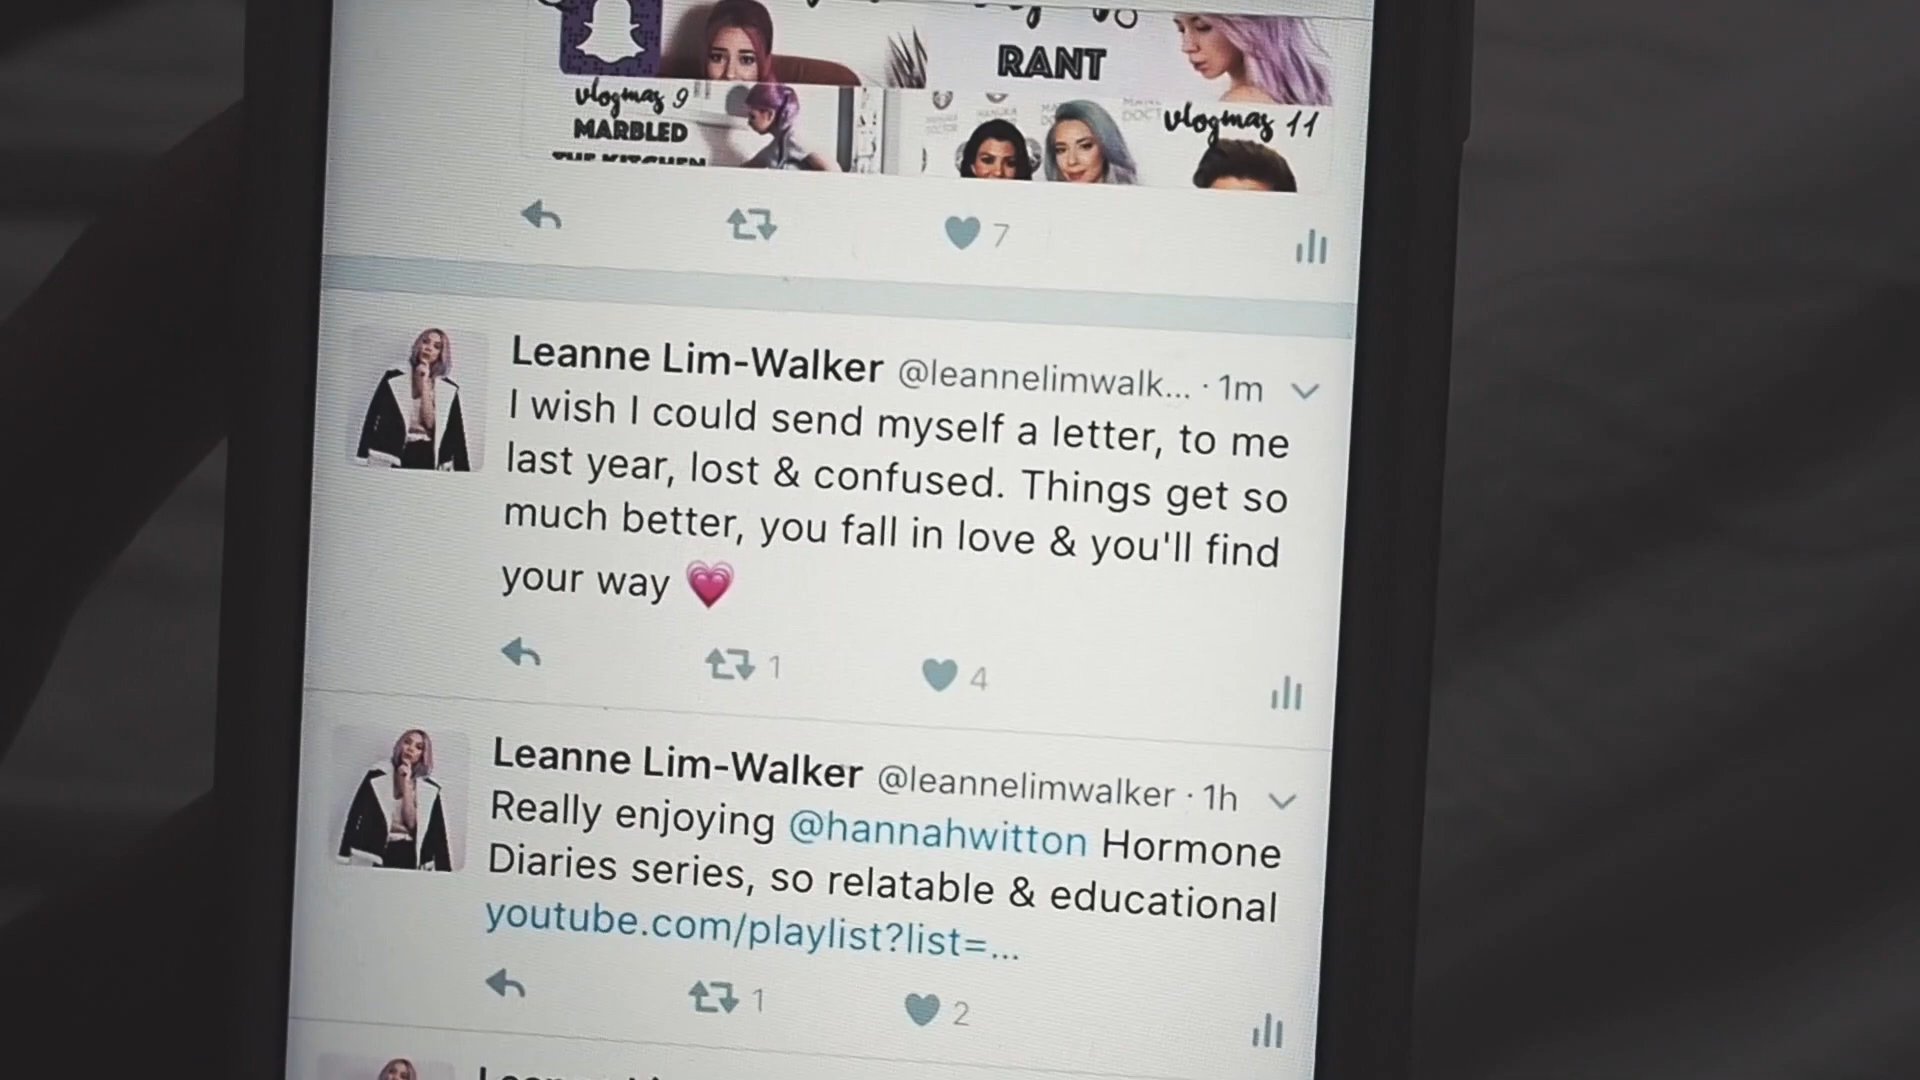 RANT
vlogmas 9
MARBLED
THE KITCHEN
vlogmas 11
7
Leanne Lim-Walker @leannelimwalk... · 1m
I wish I could send myself a letter, to me
last year, lost & confused. Things get so
much better, you fall in love & you'll find
your way 💗
1 4
Leanne Lim-Walker @leannelimwalker · 1h
Really enjoying @hannahwitton Hormone
Diaries series, so relatable & educational
youtube.com/playlist?list=...
1 2